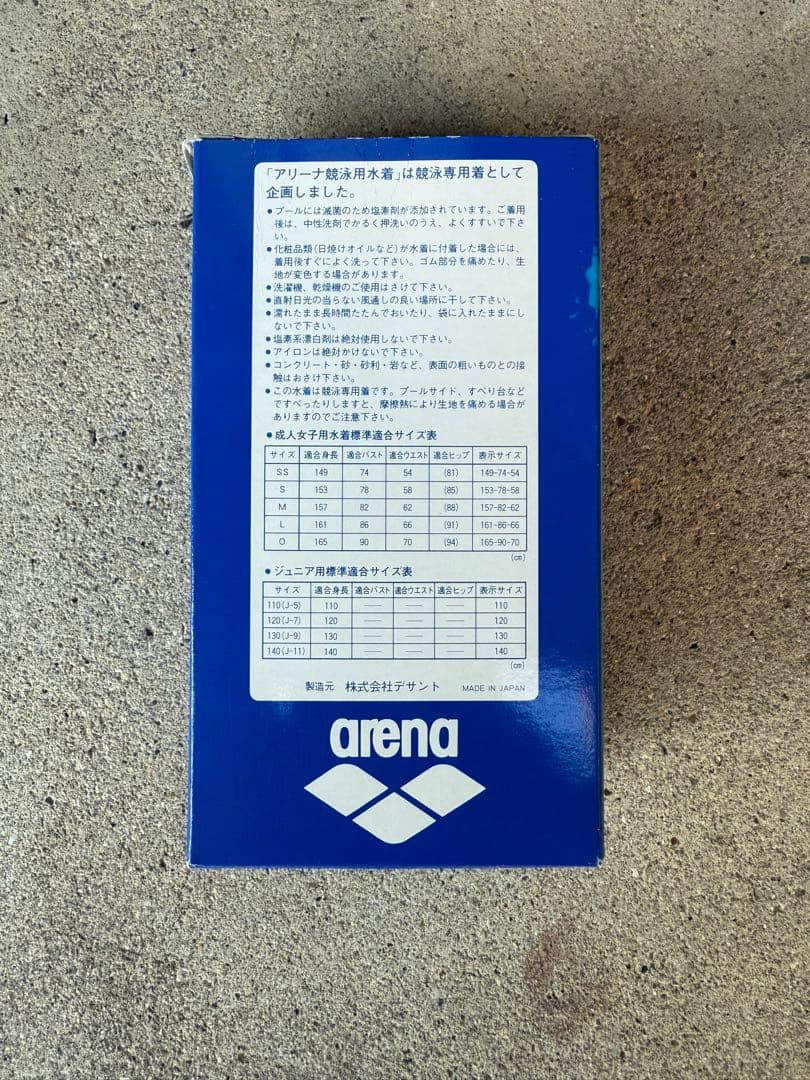 「アリーナ競泳用水着」は競泳専用着として
企画しました。
●プールには滅菌のため塩素剤が添加されています。ご着用
後は、中性洗剤でかるく押洗いのうえ、よくすすいで下さ
い。
●化粧品類(日焼けオイルなど)が水着に付着した場合には、
着用後すぐによく洗って下さい。ゴム部分を痛めたり、生
地が変色する場合があります。
●洗濯機、乾燥機のご使用はさけて下さい。
●直射日光の当らない風通しの良い場所に干して下さい。
●濡れたまま長時間たたんでおいたり、袋に入れたままにし
ないで下さい。
●塩素系漂白剤は絶対使用しないで下さい。
●アイロンは絶対かけないで下さい。
●コンクリート・砂・砂利・岩など、表面の粗いものとの接
触はおさけ下さい。
●この水着は競泳専用着です。プールサイド、すべり台など
ですべったりしますと、摩擦熱により生地を痛める場合が
ありますのでご注意下さい。
●成人女子用水着標準適合サイズ表
サイズ 適合身長 適合バスト 適合ウエスト 適合ヒップ 表示サイズ
SS 149 74 54 (81) 149-74-54
S 153 78 58 (85) 153-78-58
M 157 82 62 (88) 157-82-62
L 161 86 66 (91) 161-86-66
O 165 90 70 (94) 165-90-70
(cm)
●ジュニア用標準適合サイズ表
サイズ 適合身長 適合バスト 適合ウエスト 適合ヒップ 表示サイズ
110(J-5) 110 ―― ―― ―― 110
120(J-7) 120 ―― ―― ―― 120
130(J-9) 130 ―― ―― ―― 130
140(J-11) 140 ―― ―― ―― 140
(cm)
製造元 株式会社デサント MADE IN JAPAN
arena